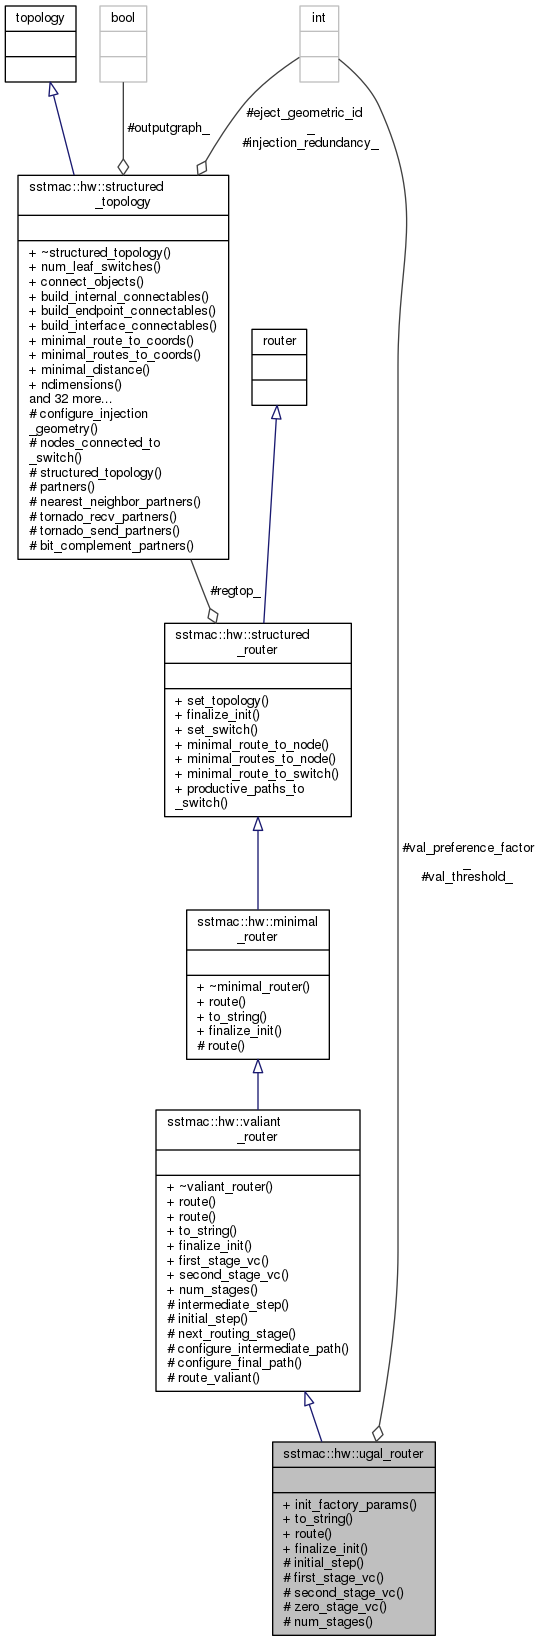 topology
bool
int
#outputgraph_
#eject_geometric_id
_
#injection_redundancy_
sstmac::hw::structured
_topology
+ ~structured_topology()
+ num_leaf_switches()
+ connect_objects()
+ build_internal_connectables()
+ build_endpoint_connectables()
+ build_interface_connectables()
+ minimal_route_to_coords()
+ minimal_routes_to_coords()
+ minimal_distance()
+ ndimensions()
and 32 more...
# configure_injection
_geometry()
# nodes_connected_to
_switch()
# structured_topology()
# partners()
# nearest_neighbor_partners()
# tornado_recv_partners()
# tornado_send_partners()
# bit_complement_partners()
router
#regtop_
sstmac::hw::structured
_router
+ set_topology()
+ finalize_init()
+ set_switch()
+ minimal_route_to_node()
+ minimal_routes_to_node()
+ minimal_route_to_switch()
+ productive_paths_to
_switch()
#val_preference_factor
_
#val_threshold_
sstmac::hw::minimal
_router
+ ~minimal_router()
+ route()
+ to_string()
+ finalize_init()
# route()
sstmac::hw::valiant
_router
+ ~valiant_router()
+ route()
+ route()
+ to_string()
+ finalize_init()
+ first_stage_vc()
+ second_stage_vc()
+ num_stages()
# intermediate_step()
# initial_step()
# next_routing_stage()
# configure_intermediate_path()
# configure_final_path()
# route_valiant()
sstmac::hw::ugal_router
+ init_factory_params()
+ to_string()
+ route()
+ finalize_init()
# initial_step()
# first_stage_vc()
# second_stage_vc()
# zero_stage_vc()
# num_stages()